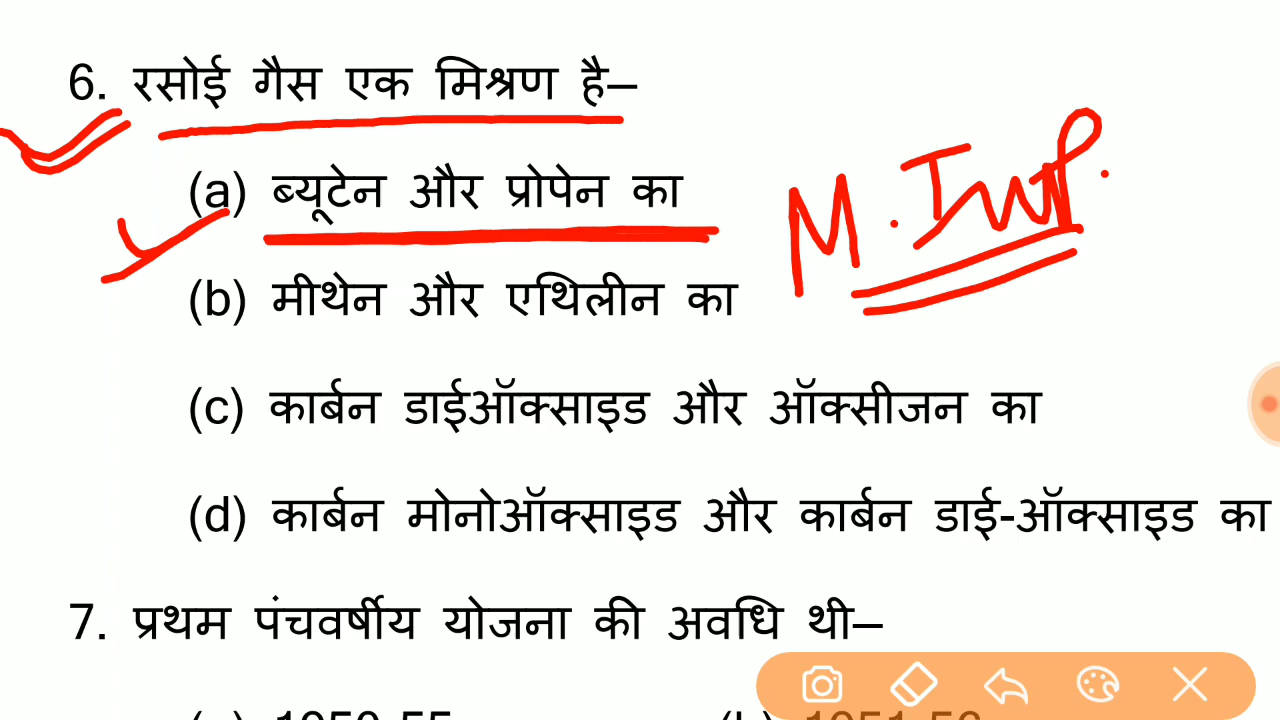 6. रसोई गैस एक मिश्रण है–
(a) ब्यूटेन और प्रोपेन का
M. Imp.
(b) मीथेन और एथिलीन का
(c) कार्बन डाईऑक्साइड और ऑक्सीजन का
(d) कार्बन मोनोऑक्साइड और कार्बन डाई-ऑक्साइड का
7. प्रथम पंचवर्षीय योजना की अवधि थी–